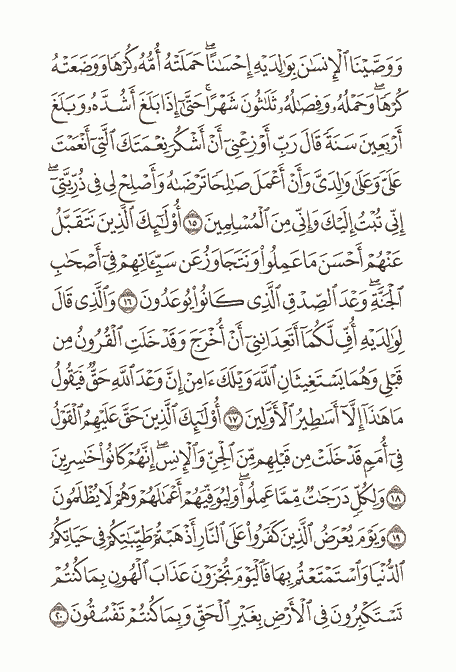 وَوَصَّيْنَا ٱلْإِنسَٰنَ بِوَٰلِدَيْهِ إِحْسَٰنًا ۖ حَمَلَتْهُ أُمُّهُۥ كُرْهًا وَوَضَعَتْهُ
كُرْهًا ۖ وَحَمْلُهُۥ وَفِصَٰلُهُۥ ثَلَٰثُونَ شَهْرًا ۚ حَتَّىٰٓ إِذَا بَلَغَ أَشُدَّهُۥ وَبَلَغَ
أَرْبَعِينَ سَنَةً قَالَ رَبِّ أَوْزِعْنِىٓ أَنْ أَشْكُرَ نِعْمَتَكَ ٱلَّتِىٓ أَنْعَمْتَ
عَلَىَّ وَعَلَىٰ وَٰلِدَىَّ وَأَنْ أَعْمَلَ صَٰلِحًا تَرْضَىٰهُ وَأَصْلِحْ لِى فِى ذُرِّيَّتِىٓ ۖ
إِنِّى تُبْتُ إِلَيْكَ وَإِنِّى مِنَ ٱلْمُسْلِمِينَ ١٥ أُو۟لَٰٓئِكَ ٱلَّذِينَ نَتَقَبَّلُ
عَنْهُمْ أَحْسَنَ مَا عَمِلُوا۟ وَنَتَجَاوَزُ عَن سَيِّـَٔاتِهِمْ فِىٓ أَصْحَٰبِ
ٱلْجَنَّةِ ۖ وَعْدَ ٱلصِّدْقِ ٱلَّذِى كَانُوا۟ يُوعَدُونَ ١٦ وَٱلَّذِى قَالَ
لِوَٰلِدَيْهِ أُفٍّ لَّكُمَآ أَتَعِدَانِنِىٓ أَنْ أُخْرَجَ وَقَدْ خَلَتِ ٱلْقُرُونُ مِن
قَبْلِى وَهُمَا يَسْتَغِيثَانِ ٱللَّهَ وَيْلَكَ ءَامِنْ إِنَّ وَعْدَ ٱللَّهِ حَقٌّ فَيَقُولُ
مَا هَٰذَآ إِلَّآ أَسَٰطِيرُ ٱلْأَوَّلِينَ ١٧ أُو۟لَٰٓئِكَ ٱلَّذِينَ حَقَّ عَلَيْهِمُ ٱلْقَوْلُ
فِىٓ أُمَمٍ قَدْ خَلَتْ مِن قَبْلِهِم مِّنَ ٱلْجِنِّ وَٱلْإِنسِ ۖ إِنَّهُمْ كَانُوا۟ خَٰسِرِينَ
١٨ وَلِكُلٍّ دَرَجَٰتٌ مِّمَّا عَمِلُوا۟ ۖ وَلِيُوَفِّيَهُمْ أَعْمَٰلَهُمْ وَهُمْ لَا يُظْلَمُونَ
١٩ وَيَوْمَ يُعْرَضُ ٱلَّذِينَ كَفَرُوا۟ عَلَى ٱلنَّارِ أَذْهَبْتُمْ طَيِّبَٰتِكُمْ فِى حَيَاتِكُمُ
ٱلدُّنْيَا وَٱسْتَمْتَعْتُم بِهَا فَٱلْيَوْمَ تُجْزَوْنَ عَذَابَ ٱلْهُونِ بِمَا كُنتُمْ
تَسْتَكْبِرُونَ فِى ٱلْأَرْضِ بِغَيْرِ ٱلْحَقِّ وَبِمَا كُنتُمْ تَفْسُقُونَ ٢٠